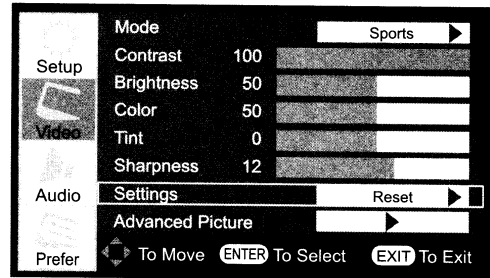 Setup
Video
Audio
Prefer
Mode Sports
Contrast 100
Brightness 50
Color 50
Tint 0
Sharpness 12
Settings Reset
Advanced Picture
To Move ENTER To Select EXIT To Exit